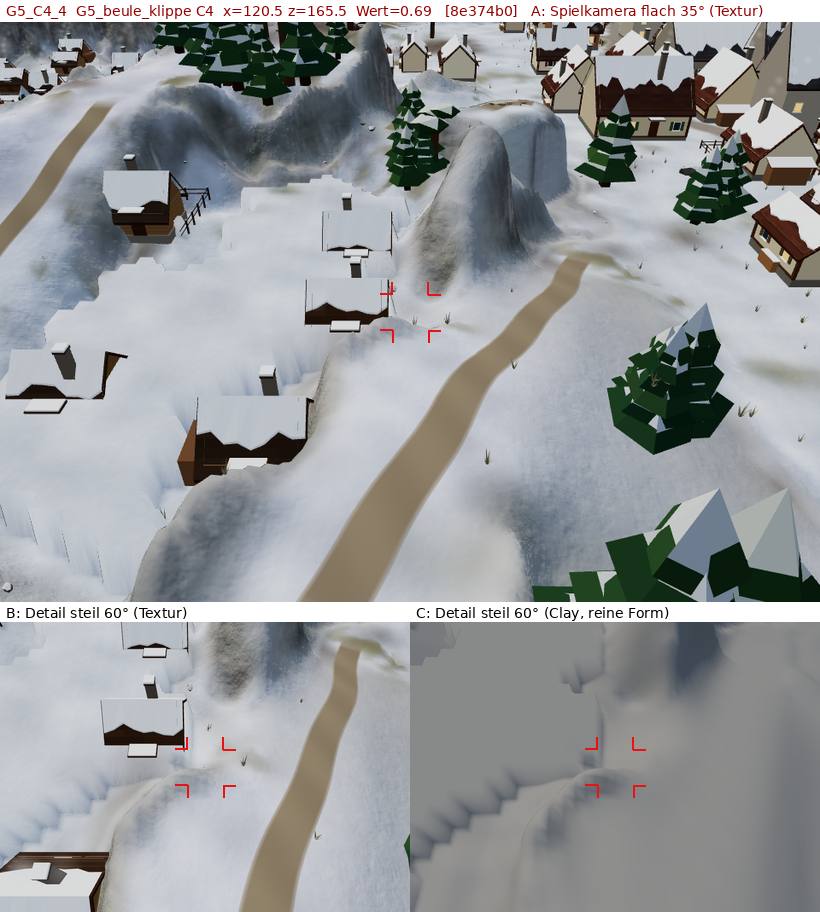 G5_C4_4  G5_beule_klippe C4  x=120.5 z=165.5  Wert=0.69   [8e374b0]   A: Spielkamera flach 35° (Textur)
B: Detail steil 60° (Textur)
C: Detail steil 60° (Clay, reine Form)